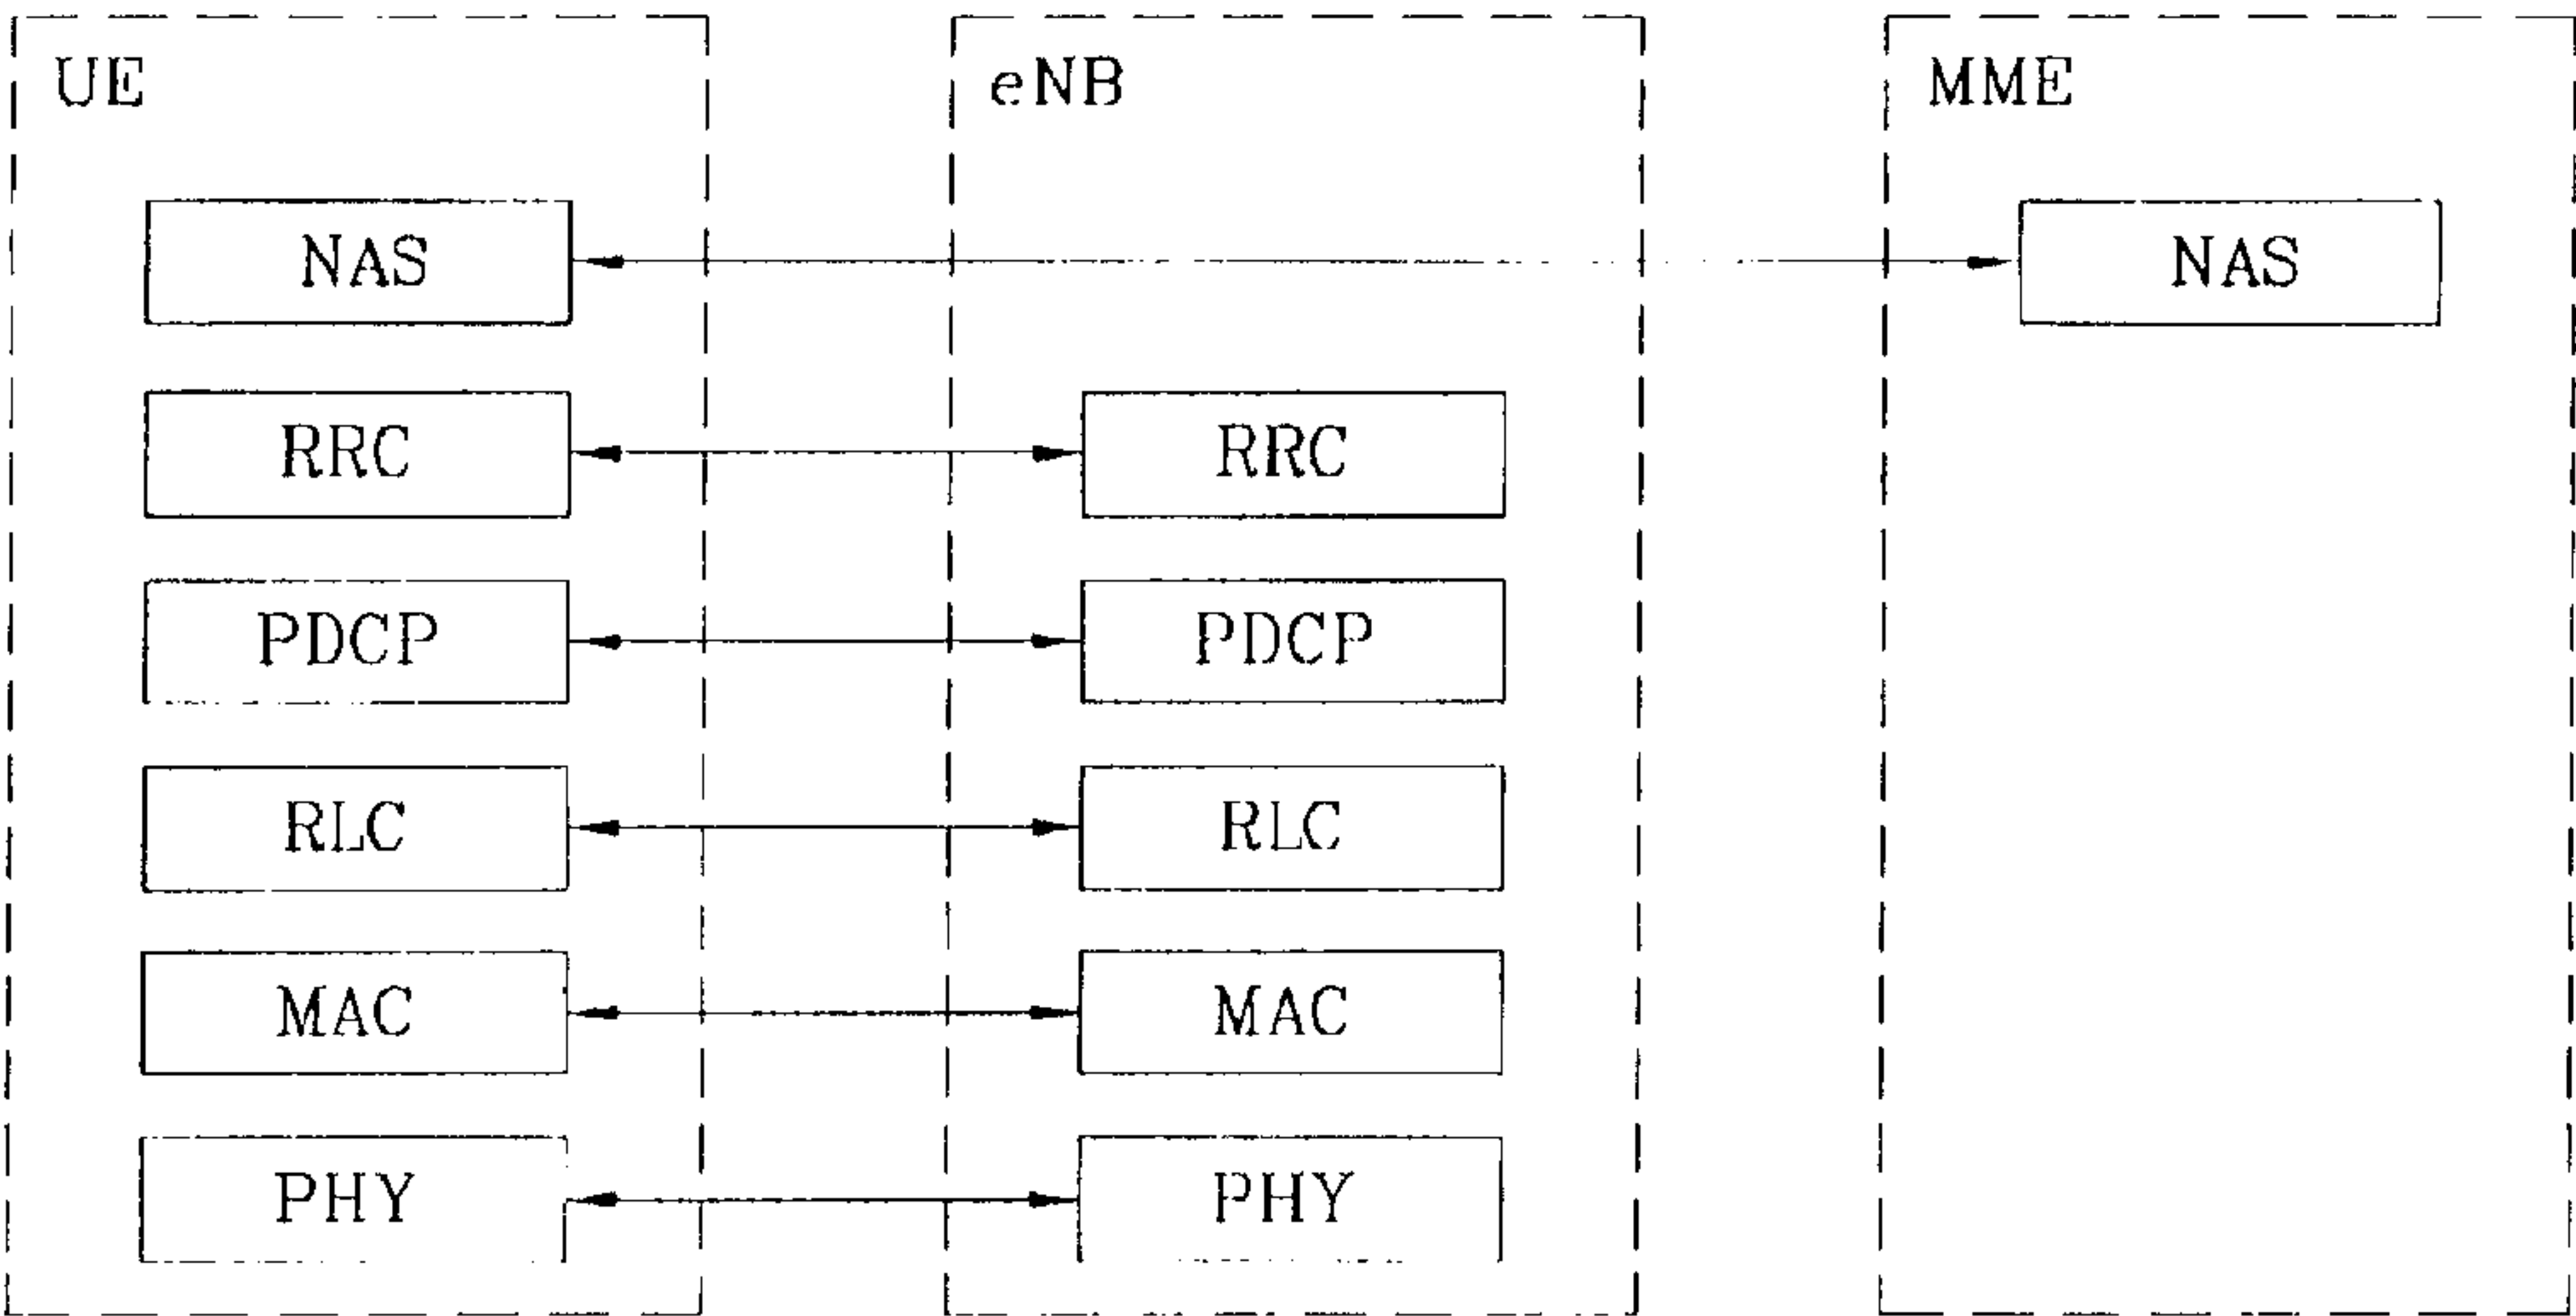 UE eNB MME
NAS NAS
RRC RRC
PDCP PDCP
RLC RLC
MAC MAC
PHY PHY